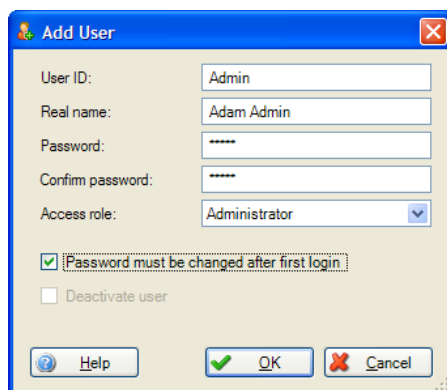 Add User
User ID: Admin
Real name: Adam Admin
Password: *****
Confirm password: *****
Access role: Administrator
Password must be changed after first login
Deactivate user
Help OK Cancel